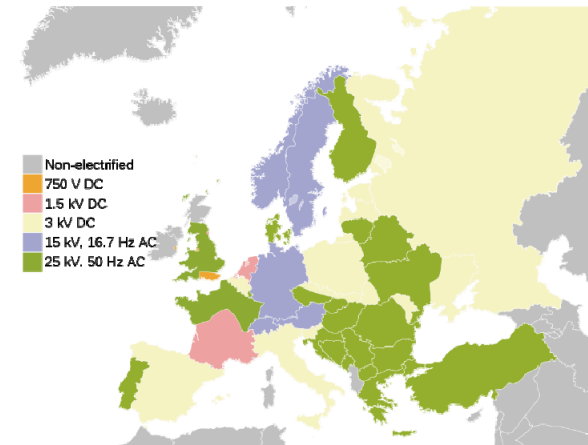 Non-electrified
750 V DC
1.5 kV DC
3 kV DC
15 kV, 16.7 Hz AC
25 kV. 50 Hz AC